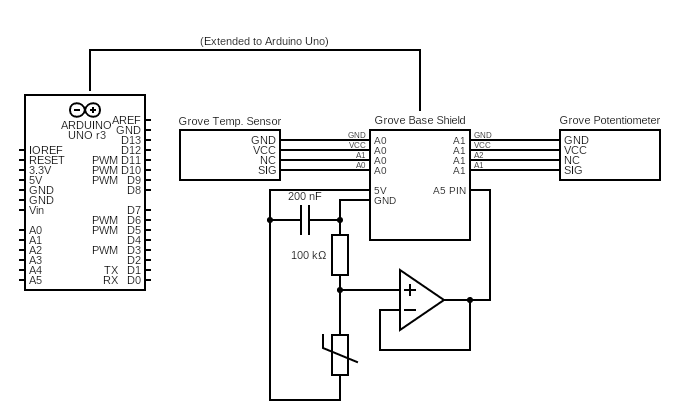 (Extended to Arduino Uno)
ARDUINO
UNO r3
AREF
GND
D13
IOREF D12
RESET PWM D11
3.3V PWM D10
5V PWM D9
GND D8
GND
Vin D7
PWM D6
A0 PWM D5
A1 D4
A2 PWM D3
A3 D2
A4 TX D1
A5 RX D0
Grove Temp. Sensor
GND
VCC
NC
SIG
GND
VCC
A1
A0
Grove Base Shield
A0 A1
A0 A1
A0 A1
A0 A1
5V A5 PIN
GND
GND
VCC
A2
A1
Grove Potentiometer
GND
VCC
NC
SIG
200 nF
100 kΩ